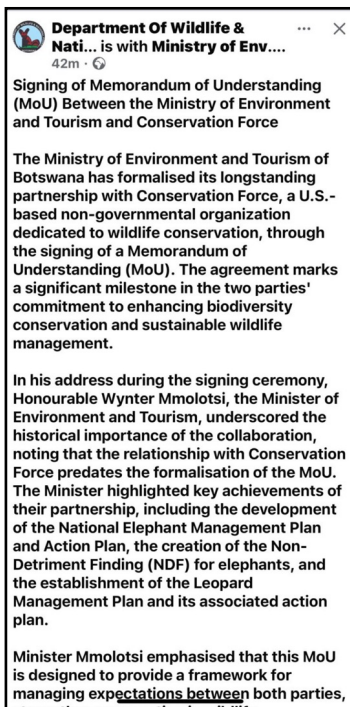 Department Of Wildlife &
Nati... is with Ministry of Env....
42m ·
Signing of Memorandum of Understanding
(MoU) Between the Ministry of Environment
and Tourism and Conservation Force
The Ministry of Environment and Tourism of
Botswana has formalised its longstanding
partnership with Conservation Force, a U.S.-
based non-governmental organization
dedicated to wildlife conservation, through
the signing of a Memorandum of
Understanding (MoU). The agreement marks
a significant milestone in the two parties'
commitment to enhancing biodiversity
conservation and sustainable wildlife
management.
In his address during the signing ceremony,
Honourable Wynter Mmolotsi, the Minister of
Environment and Tourism, underscored the
historical importance of the collaboration,
noting that the relationship with Conservation
Force predates the formalisation of the MoU.
The Minister highlighted key achievements of
their partnership, including the development
of the National Elephant Management Plan
and Action Plan, the creation of the Non-
Detriment Finding (NDF) for elephants, and
the establishment of the Leopard
Management Plan and its associated action
plan.
Minister Mmolotsi emphasised that this MoU
is designed to provide a framework for
managing expectations between both parties,